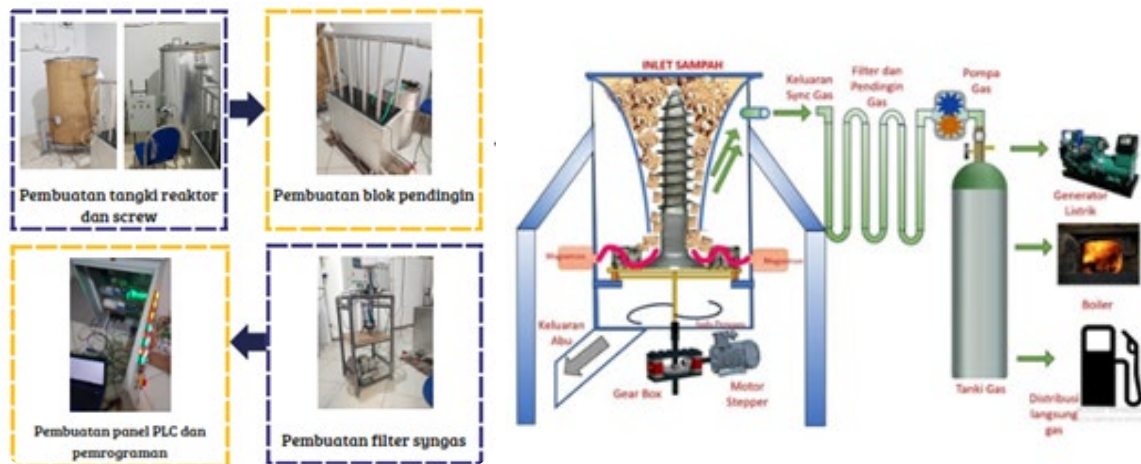 Pembuatan tangki reaktor
dan screw
Pembuatan blok pendingin
Pembuatan panel PLC dan
pemrograman
Pembuatan filter syngas
INLET SAMPAH
Keluaran
Sync Gas
Filter dan
Pendingin
Gas
Pompa
Gas
Generator
Listrik
Boiler
Keluaran
Abu
Gear Box
Motor
Stepper
Tanki Gas
Distribusi
langsung
gas